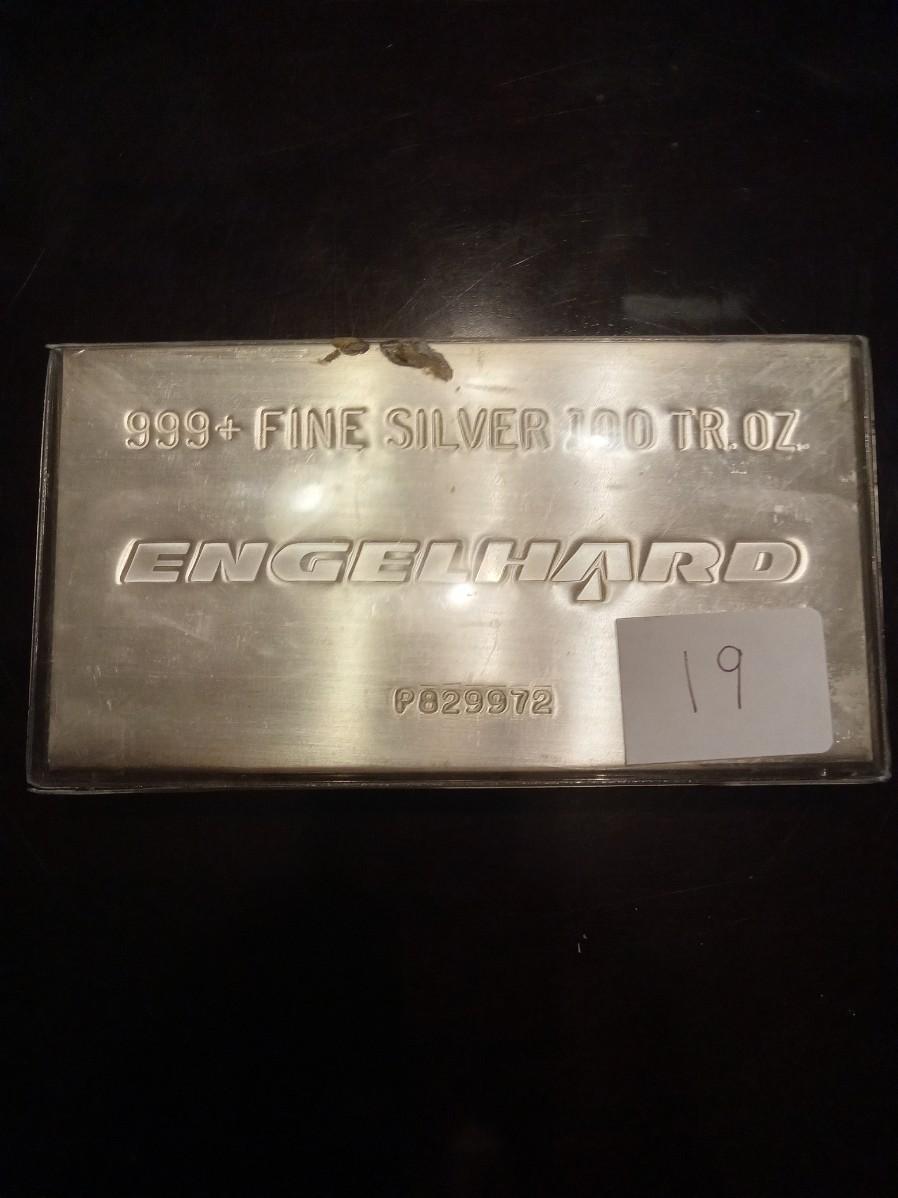 999+ FINE SILVER 100 TR. OZ.
ENGELHARD
P829972
19